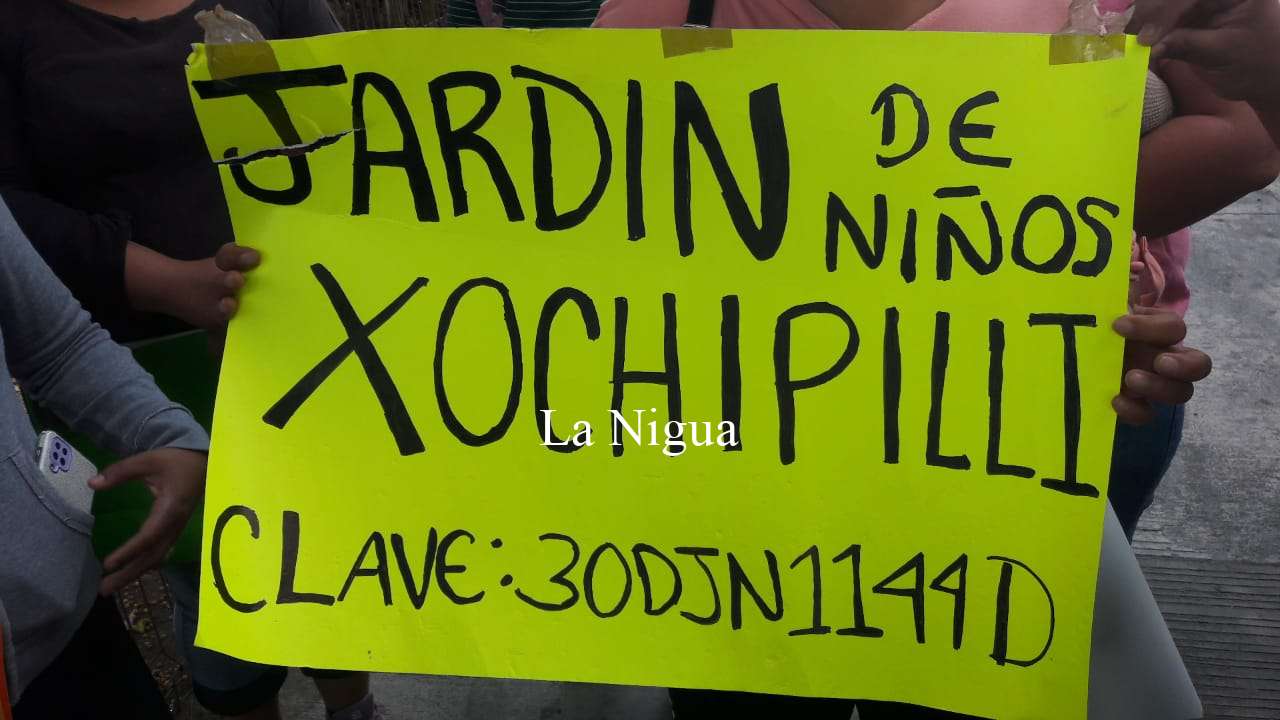 JARDIN DE
NIÑOS
XOCHIPILLI
La Nigua
CLAVE: 30DJN1144D